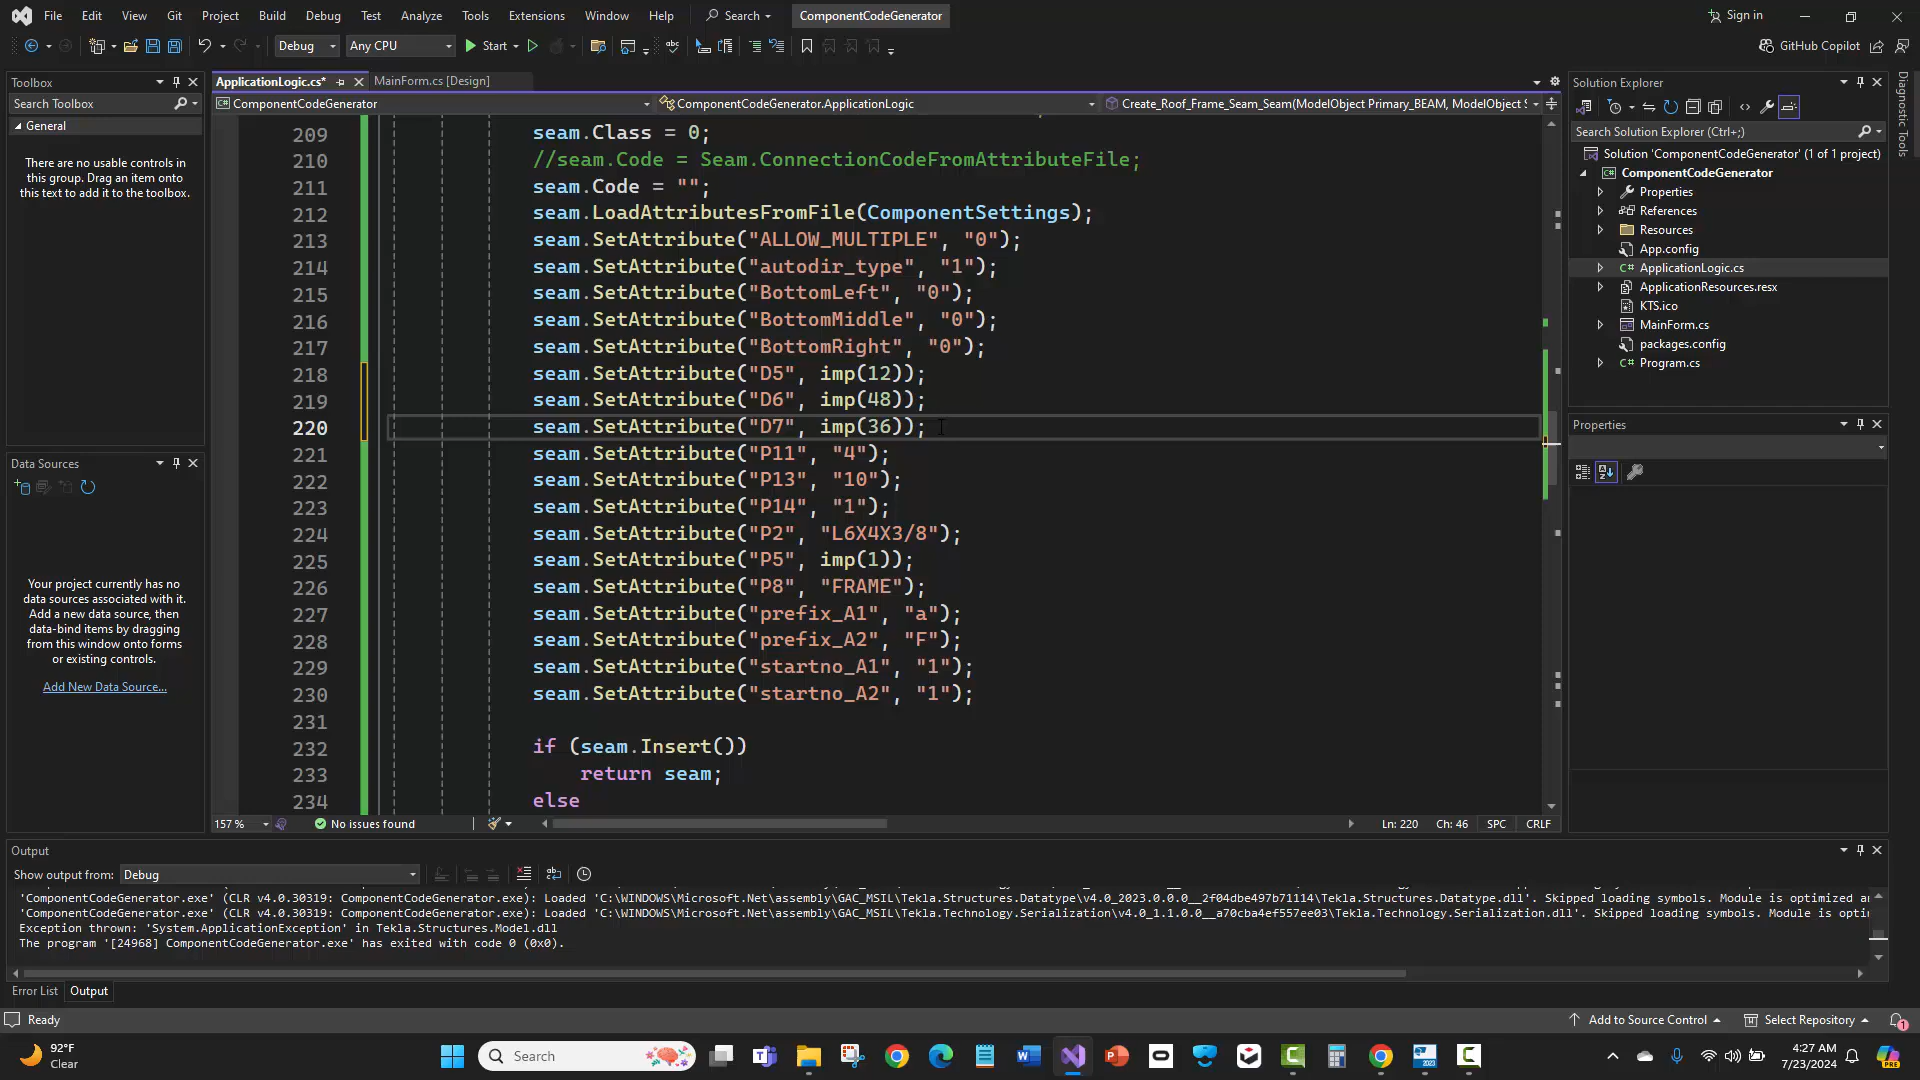 File Edit View Git Project Build Debug Test Analyze Tools Extensions Window Help Search ComponentCodeGenerator Sign in
Debug Any CPU Start GitHub Copilot
Toolbox
Search Toolbox
General
There are no usable controls in
this group. Drag an item onto
this text to add it to the toolbox.
Data Sources
Your project currently has no
data sources associated with it.
Add a new data source, then
data-bind items by dragging
from this window onto forms
or existing controls.
Add New Data Source...
ApplicationLogic.cs* MainForm.cs [Design]
ComponentCodeGenerator ComponentCodeGenerator.ApplicationLogic Create_Roof_Frame_Seam_Seam(ModelObject Primary_BEAM, ModelObject S
209 seam.Class = 0;
210 //seam.Code = Seam.ConnectionCodeFromAttributeFile;
211 seam.Code = "";
212 seam.LoadAttributesFromFile(ComponentSettings);
213 seam.SetAttribute("ALLOW_MULTIPLE", "0");
214 seam.SetAttribute("autodir_type", "1");
215 seam.SetAttribute("BottomLeft", "0");
216 seam.SetAttribute("BottomMiddle", "0");
217 seam.SetAttribute("BottomRight", "0");
218 seam.SetAttribute("D5", imp(12));
219 seam.SetAttribute("D6", imp(48));
220 seam.SetAttribute("D7", imp(36));
221 seam.SetAttribute("P11", "4");
222 seam.SetAttribute("P13", "10");
223 seam.SetAttribute("P14", "1");
224 seam.SetAttribute("P2", "L6X4X3/8");
225 seam.SetAttribute("P5", imp(1));
226 seam.SetAttribute("P8", "FRAME");
227 seam.SetAttribute("prefix_A1", "a");
228 seam.SetAttribute("prefix_A2", "F");
229 seam.SetAttribute("startno_A1", "1");
230 seam.SetAttribute("startno_A2", "1");
231
232 if (seam.Insert())
233 return seam;
234 else
157 % No issues found Ln: 220 Ch: 46 SPC CRLF
Solution Explorer
Search Solution Explorer (Ctrl+;)
Solution 'ComponentCodeGenerator' (1 of 1 project)
ComponentCodeGenerator
Properties
References
Resources
App.config
ApplicationLogic.cs
ApplicationResources.resx
KTS.ico
MainForm.cs
packages.config
Program.cs
Properties
Diagnostic Tools
Output
Show output from: Debug
'ComponentCodeGenerator.exe' (CLR v4.0.30319: ComponentCodeGenerator.exe): Loaded 'C:\WINDOWS\Microsoft.Net\assembly\GAC_MSIL\Tekla.Structures.Datatype\v4.0_2023.0.0.0__2f04dbe497b71114\Tekla.Structures.Datatype.dll'. Skipped loading symbols. Module is optimized an
'ComponentCodeGenerator.exe' (CLR v4.0.30319: ComponentCodeGenerator.exe): Loaded 'C:\WINDOWS\Microsoft.Net\assembly\GAC_MSIL\Tekla.Technology.Serialization\v4.0_1.1.0.0__a70cba4ef557ee03\Tekla.Technology.Serialization.dll'. Skipped loading symbols. Module is opti
Exception thrown: 'System.ApplicationException' in Tekla.Structures.Model.dll
The program '[24968] ComponentCodeGenerator.exe' has exited with code 0 (0x0).
Error List Output
Ready Add to Source Control Select Repository 1
92°F
Clear
Search
4:27 AM
7/23/2024